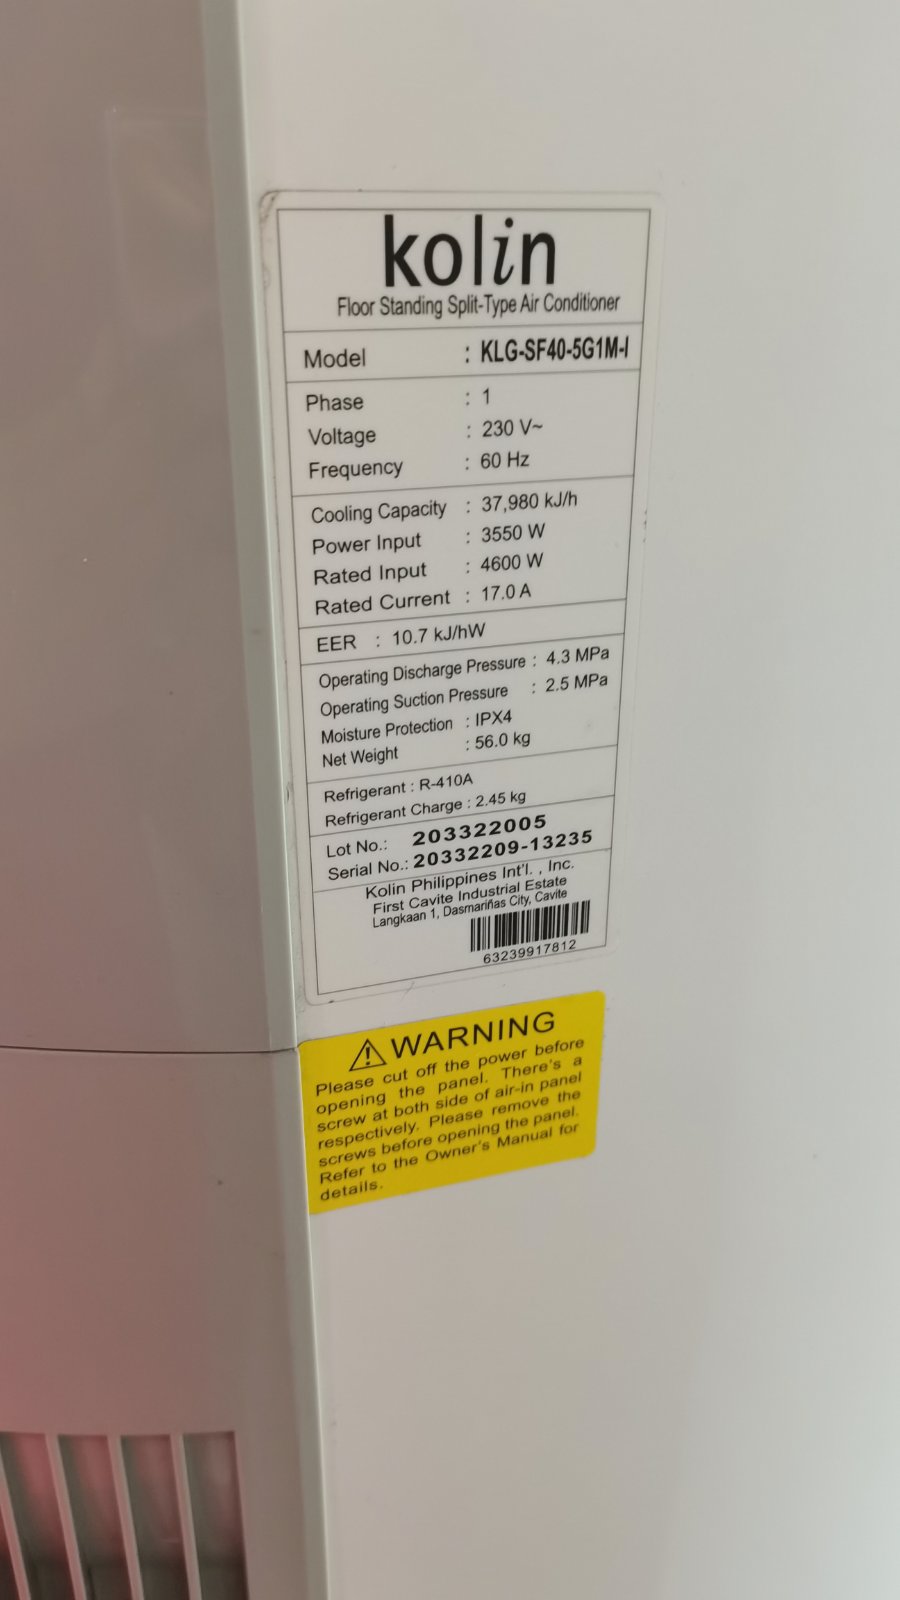 kolin
Floor Standing Split-Type Air Conditioner
Model : KLG-SF40-5G1M-I
Phase : 1
Voltage : 230 V~
Frequency : 60 Hz
Cooling Capacity : 37,980 kJ/h
Power Input : 3550 W
Rated Input : 4600 W
Rated Current : 17.0 A
EER : 10.7 kJ/hW
Operating Discharge Pressure : 4.3 MPa
Operating Suction Pressure : 2.5 MPa
Moisture Protection : IPX4
Net Weight : 56.0 kg
Refrigerant : R-410A
Refrigerant Charge : 2.45 kg
Lot No.: 203322005
Serial No.: 20332209-13235
Kolin Philippines Int'l. , Inc.
First Cavite Industrial Estate
Langkaan 1, Dasmariñas City, Cavite
63239917812
WARNING
Please cut off the power before
opening the panel. There's a
screw at both side of air-in panel
respectively. Please remove the
screws before opening the panel.
Refer to the Owner's Manual for
details.